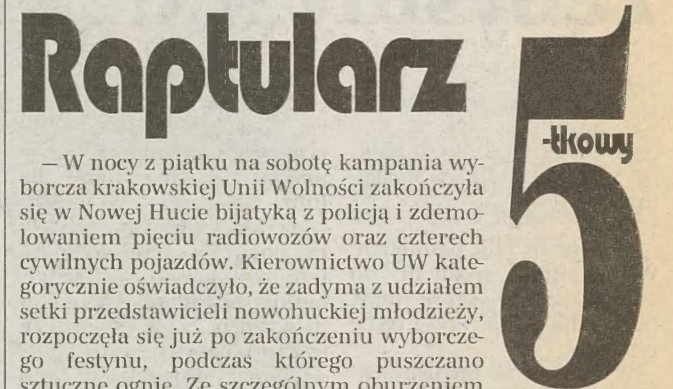 Raptularz
5
-tkowy
— W nocy z piątku na sobotę kampania wy-
borcza krakowskiej Unii Wolności zakończyła
się w Nowej Hucie bijatyką z policją i zdemo-
lowaniem pięciu radiowozów oraz czterech
cywilnych pojazdów. Kierownictwo UW kate-
gorycznie oświadczyło, że zadyma z udziałem
setki przedstawicieli nowohuckiej młodzieży,
rozpoczęła się już po zakończeniu wyborcze-
go festynu, podczas którego puszczano
sztuczne ognie. Ze szczególnym oburzeniem